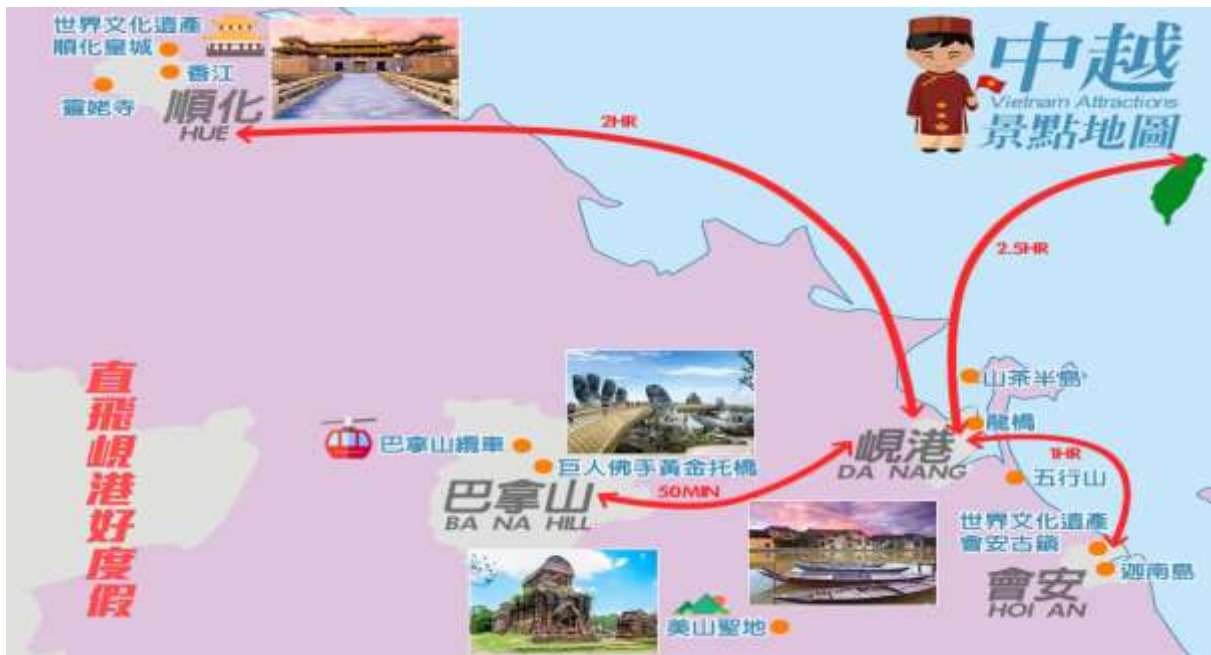 世界文化遺產
順化皇城
香江
靈姥寺
順化
HUE
2HR
中越
Vietnam Attractions
景點地圖
2.5HR
直飛峴港好度假
山茶半島
龍橋
峴港
DA NANG
1HR
五行山
巴拿山纜車
巨人佛手黃金托橋
巴拿山
BA NA HILL
50MIN
世界文化遺產
會安古鎮
迦南島
會安
HOI AN
美山聖地